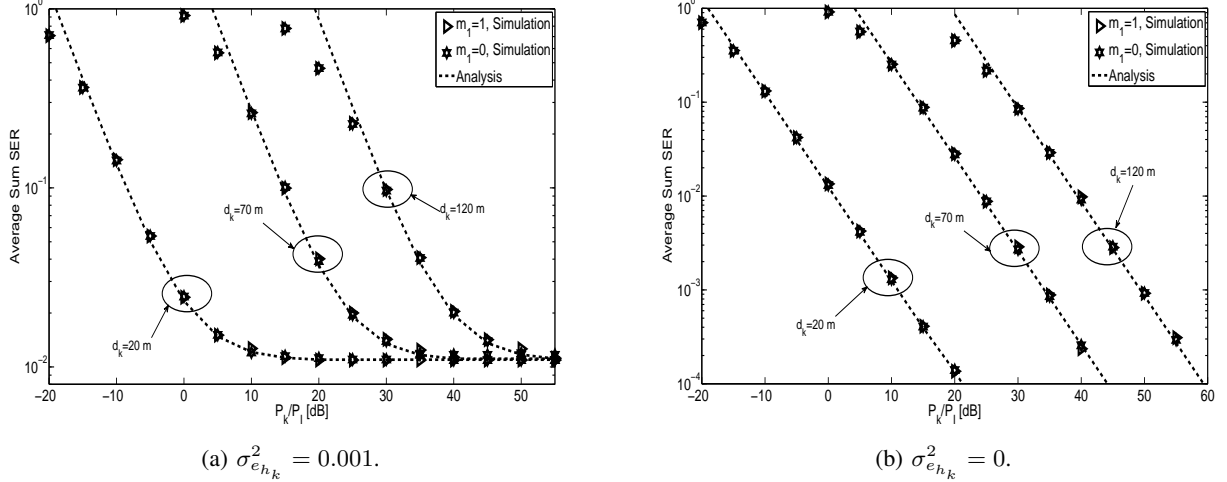 10^0
10^{-1}
10^{-2}
Average Sum SER
−20
−10
0
10
20
30
40
50
P_k/P_I [dB]
m_1=1, Simulation
m_1=0, Simulation
Analysis
d_k=120 m
d_k=70 m
d_k=20 m
(a) σ²_{e_{h_k}} = 0.001.
10^0
10^{-1}
10^{-2}
10^{-3}
10^{-4}
Average Sum SER
−20
−10
0
10
20
30
40
50
60
P_k/P_I [dB]
m_1=1, Simulation
m_1=0, Simulation
Analysis
d_k=120 m
d_k=70 m
d_k=20 m
(b) σ²_{e_{h_k}} = 0.